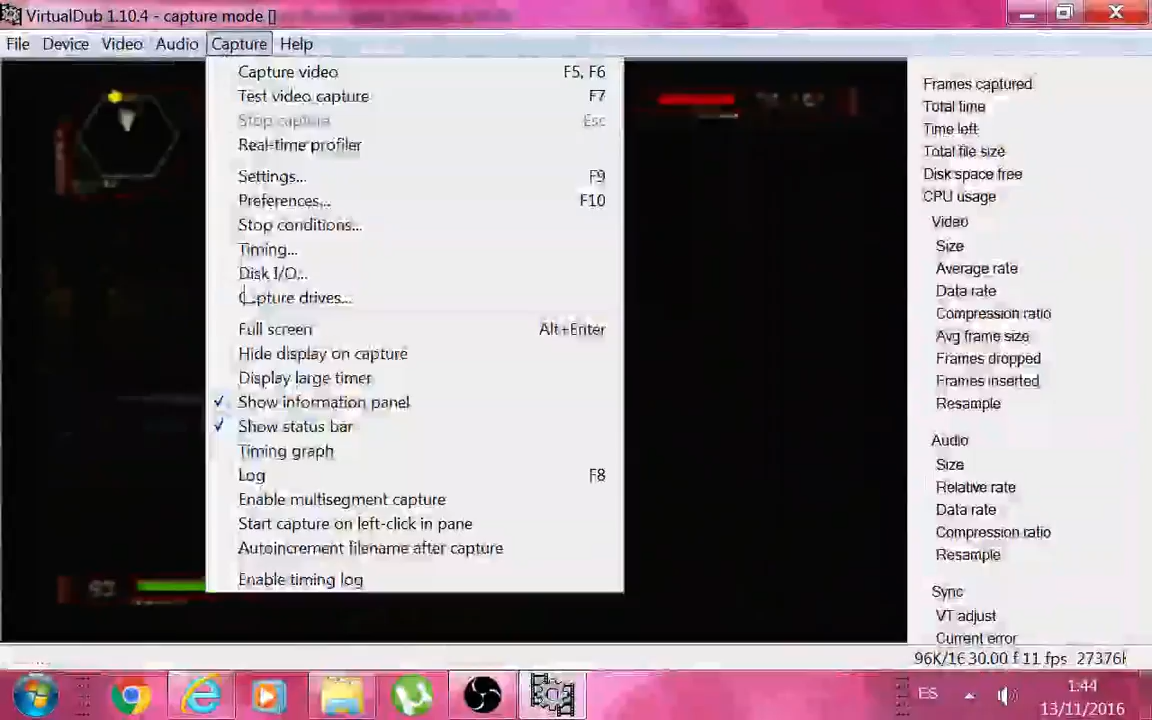 VirtualDub 1.10.4 - capture mode []
File Device Video Audio Capture Help
Capture video F5, F6
Test video capture F7
Stop capture Esc
Real-time profiler
Settings... F9
Preferences... F10
Stop conditions...
Timing...
Disk I/O...
Capture drives...
Full screen Alt+Enter
Hide display on capture
Display large timer
Show information panel
Show status bar
Timing graph
Log F8
Enable multisegment capture
Start capture on left-click in pane
Autoincrement filename after capture
Enable timing log
Frames captured
Total time
Time left
Total file size
Disk space free
CPU usage
Video
Size
Average rate
Data rate
Compression ratio
Avg frame size
Frames dropped
Frames inserted
Resample
Audio
Size
Relative rate
Data rate
Compression ratio
Resample
Sync
VT adjust
Current error
96K/16 30.00 f 11 fps 27376k
ES
1:44
13/11/2016